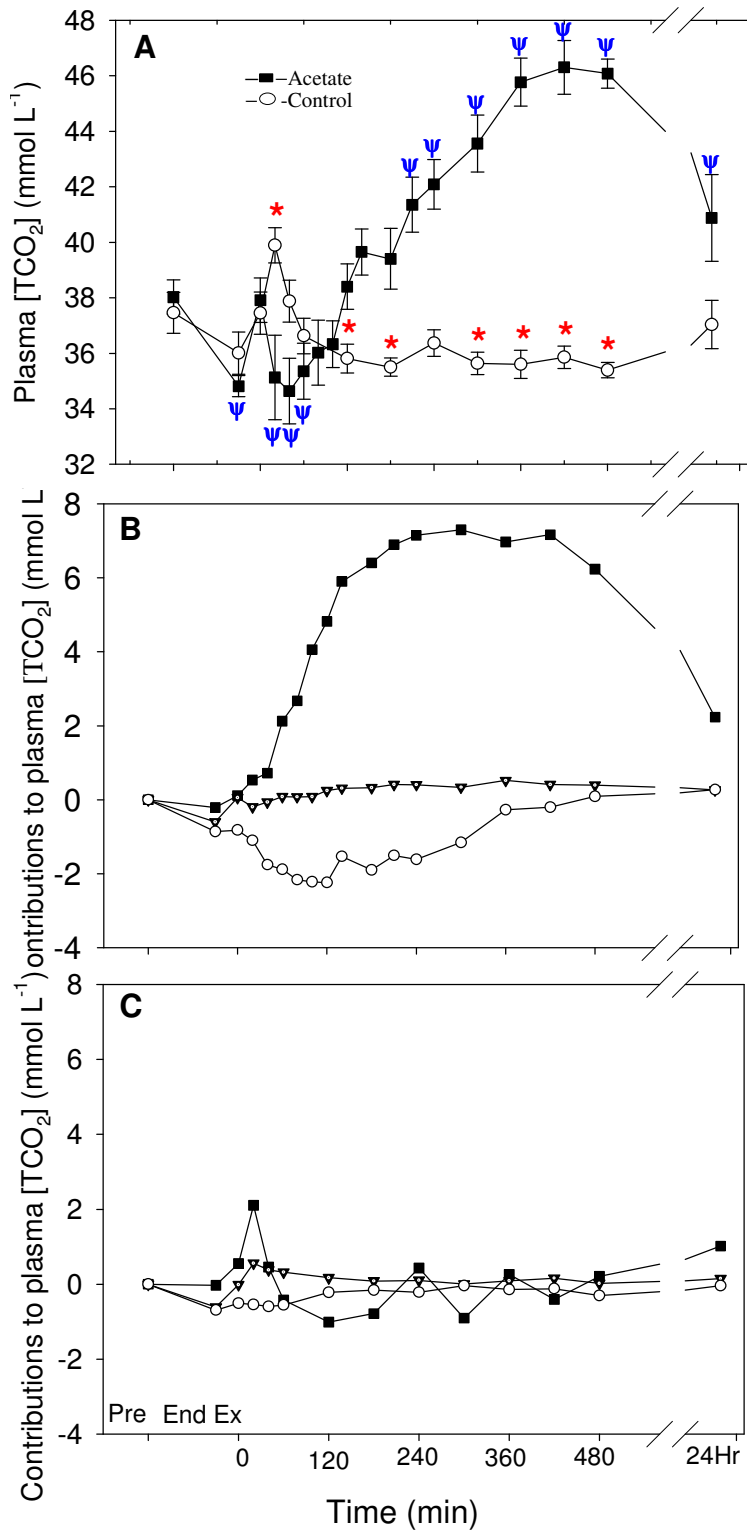 A
Plasma [TCO2] (mmol L-1)
48
46
44
42
40
38
36
34
32
–Acetate
-Control
ψ
ψ
ψ
ψ
ψ
ψ
ψ
ψ
ψ
ψ
ψ
*
*
*
*
*
*
*
B
ontributions to plasma [TCO2] (mmol L
8
6
4
2
0
-2
-4
C
Contributions to plasma [TCO2] (mmol L-1)
8
6
4
2
0
-2
-4
Pre End Ex
0 120 240 360 480 24Hr
Time (min)